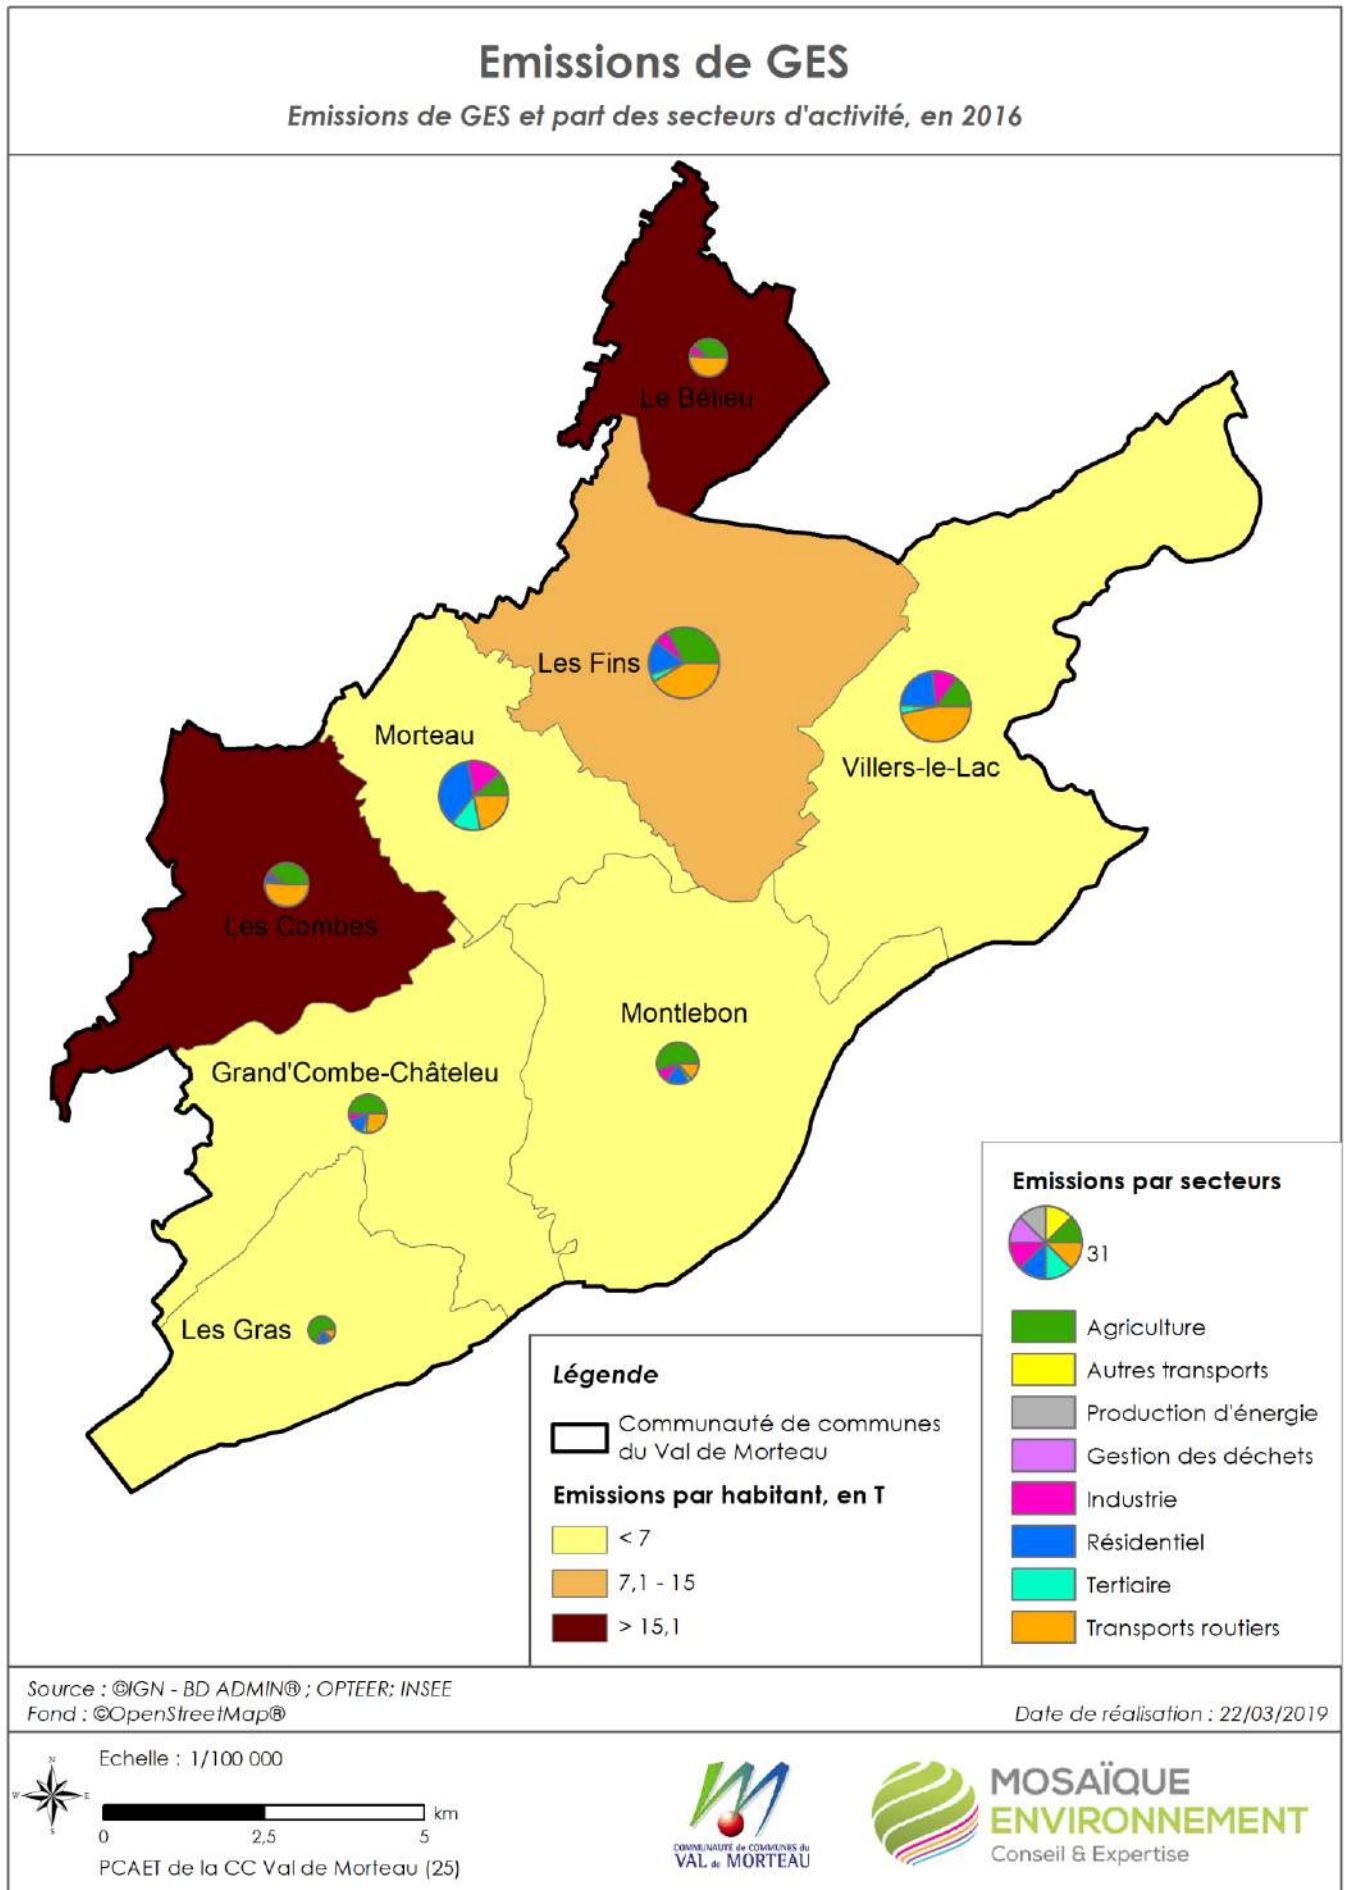 Emissions de GES
Emissions de GES et part des secteurs d'activité, en 2016
Le Bélieu
Les Fins
Morteau
Villers-le-Lac
Les Combes
Montlebon
Grand'Combe-Châteleu
Les Gras
Légende
Communauté de communes
du Val de Morteau
Emissions par habitant, en T
< 7
7,1 - 15
> 15,1
Emissions par secteurs
31
Agriculture
Autres transports
Production d'énergie
Gestion des déchets
Industrie
Résidentiel
Tertiaire
Transports routiers
Source : ©IGN - BD ADMIN® ; OPTEER; INSEE
Fond : ©OpenStreetMap®
Date de réalisation : 22/03/2019
N
W
E
S
Echelle : 1/100 000
km
0
2,5
5
PCAET de la CC Val de Morteau (25)
COMMUNAUTÉ de COMMUNES du
VAL de MORTEAU
MOSAÏQUE
ENVIRONNEMENT
Conseil & Expertise